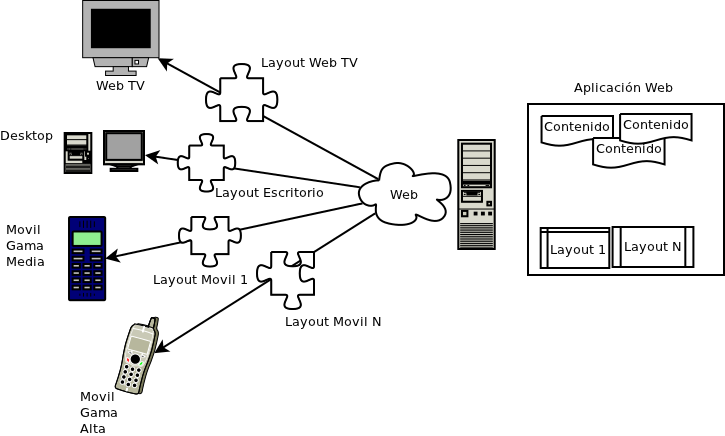 Layout Web TV
Web TV
Aplicación Web
Desktop
Contenido
Contenido
Contenido
Layout Escritorio
Web
Movil
Gama
Media
Layout Movil 1
Layout 1
Layout N
Layout Movil N
Movil
Gama
Alta